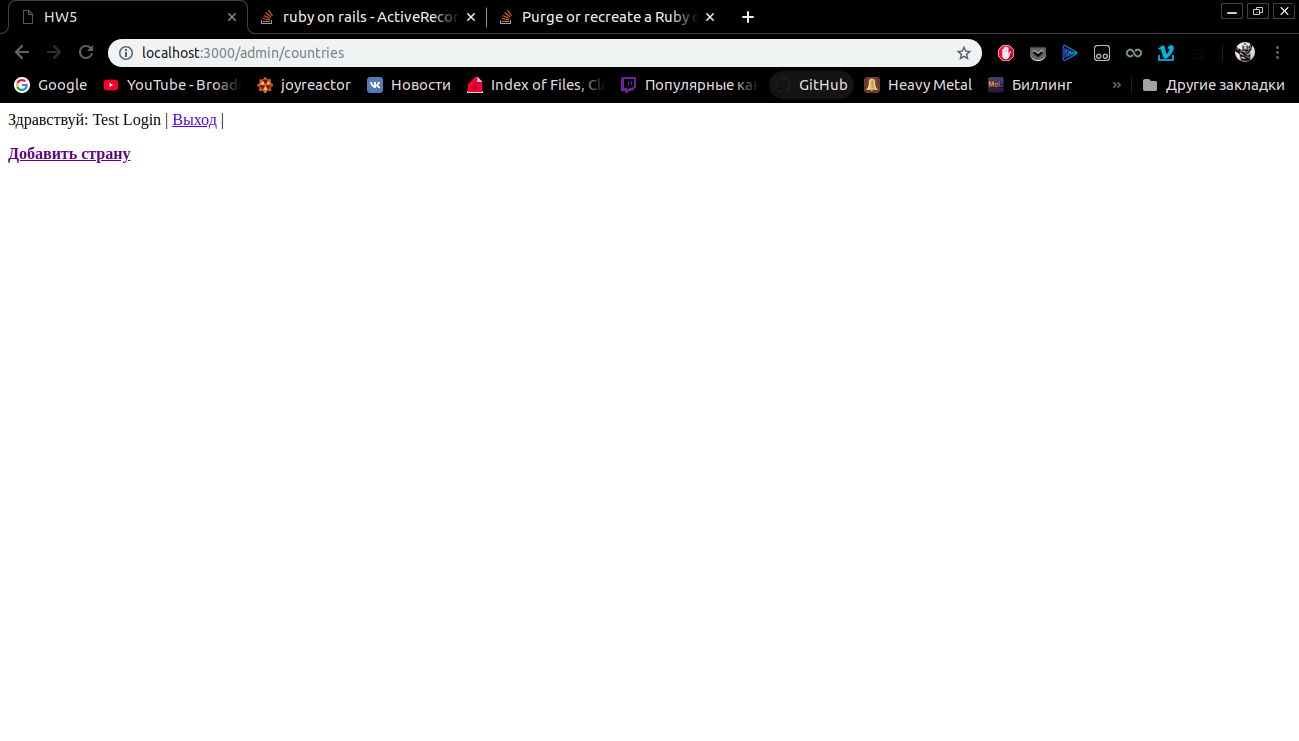 HW5 ruby on rails - ActiveRecor Purge or recreate a Ruby
localhost:3000/admin/countries
Google YouTube - Broad joyreactor Новости Index of Files, Cla Популярные ка GitHub Heavy Metal Биллинг » Другие закладки
Здравствуй: Test Login | Выход |
Добавить страну